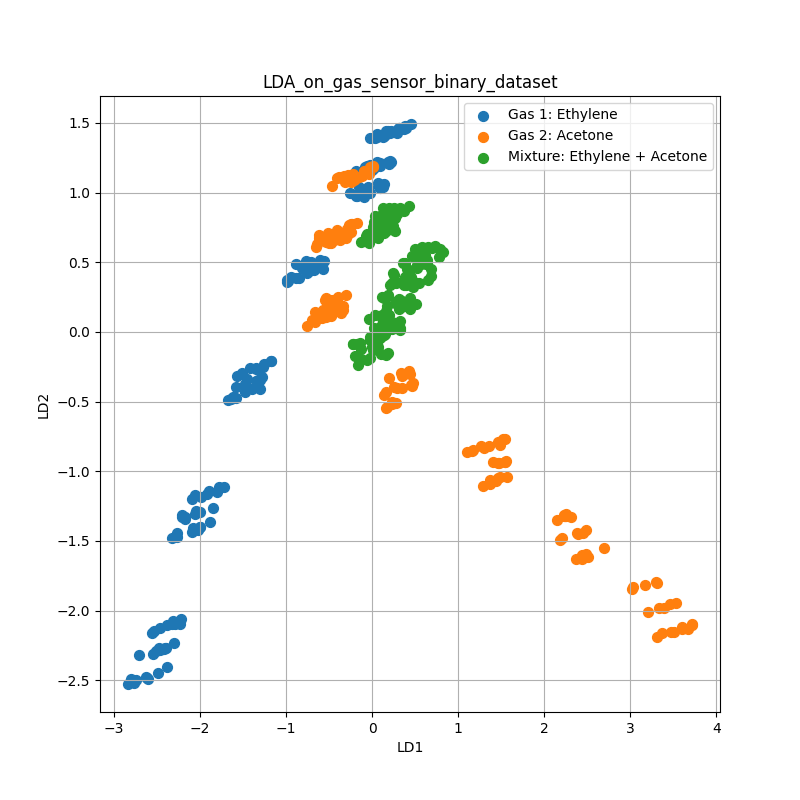 LDA_on_gas_sensor_binary_dataset
Gas 1: Ethylene
Gas 2: Acetone
Mixture: Ethylene + Acetone
1.5
1.0
0.5
0.0
−0.5
−1.0
−1.5
−2.0
−2.5
LD2
−3 −2 −1 0 1 2 3 4
LD1